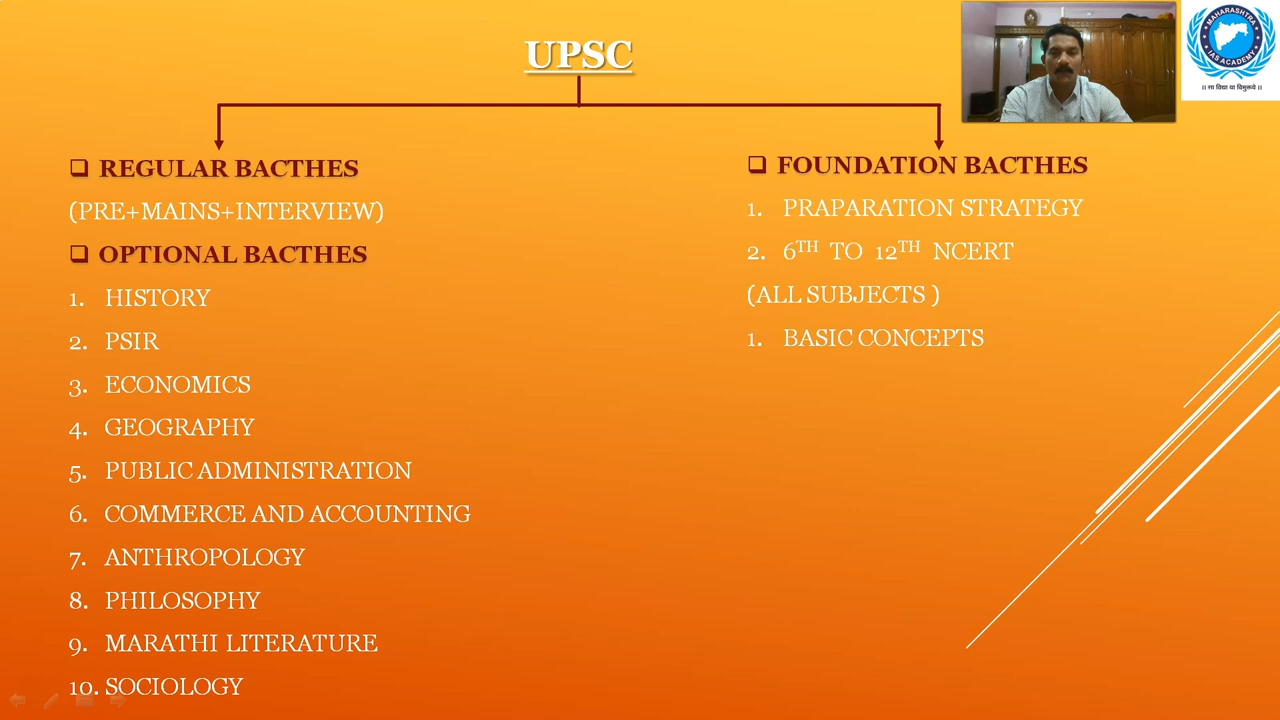 UPSC
❑ REGULAR BACTHES
(PRE+MAINS+INTERVIEW)
❑ OPTIONAL BACTHES
1. HISTORY
2. PSIR
3. ECONOMICS
4. GEOGRAPHY
5. PUBLIC ADMINISTRATION
6. COMMERCE AND ACCOUNTING
7. ANTHROPOLOGY
8. PHILOSOPHY
9. MARATHI LITERATURE
10. SOCIOLOGY
❑ FOUNDATION BACTHES
1. PRAPARATION STRATEGY
2. 6TH TO 12TH NCERT
(ALL SUBJECTS )
1. BASIC CONCEPTS
MAHARASHTRA
IAS ACADEMY
।। सा विद्या या विमुक्तये ।।